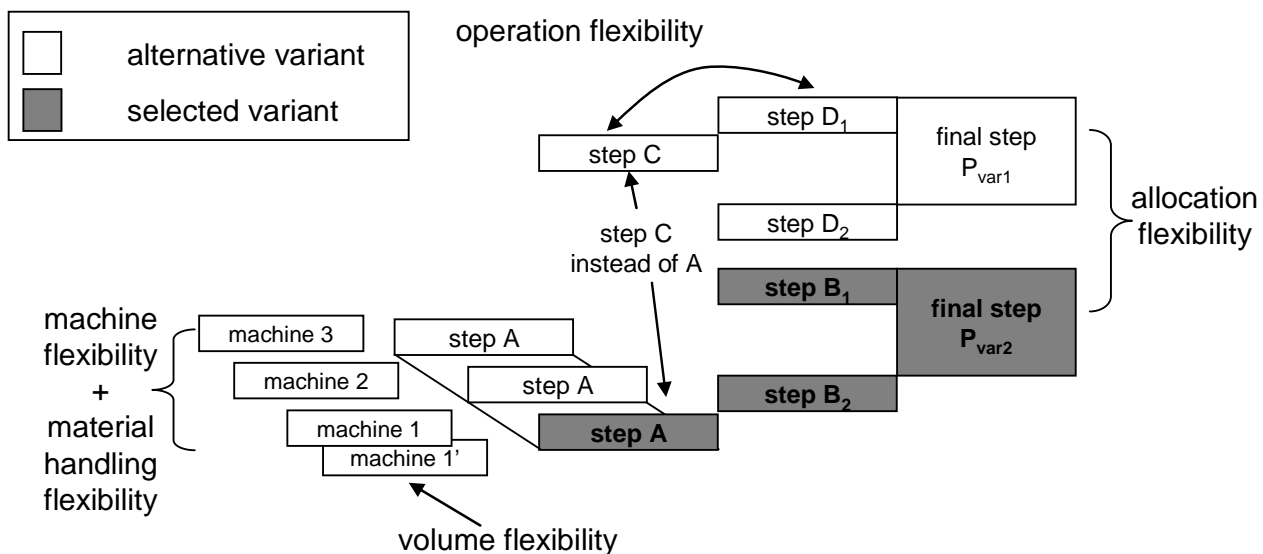 alternative variant
selected variant
operation flexibility
step D₁
step C
final step
P_var1
step D₂
allocation
flexibility
step C
instead of A
step B₁
final step
P_var2
step B₂
machine
flexibility
+
material
handling
flexibility
machine 3
machine 2
machine 1
machine 1’
step A
step A
step A
volume flexibility